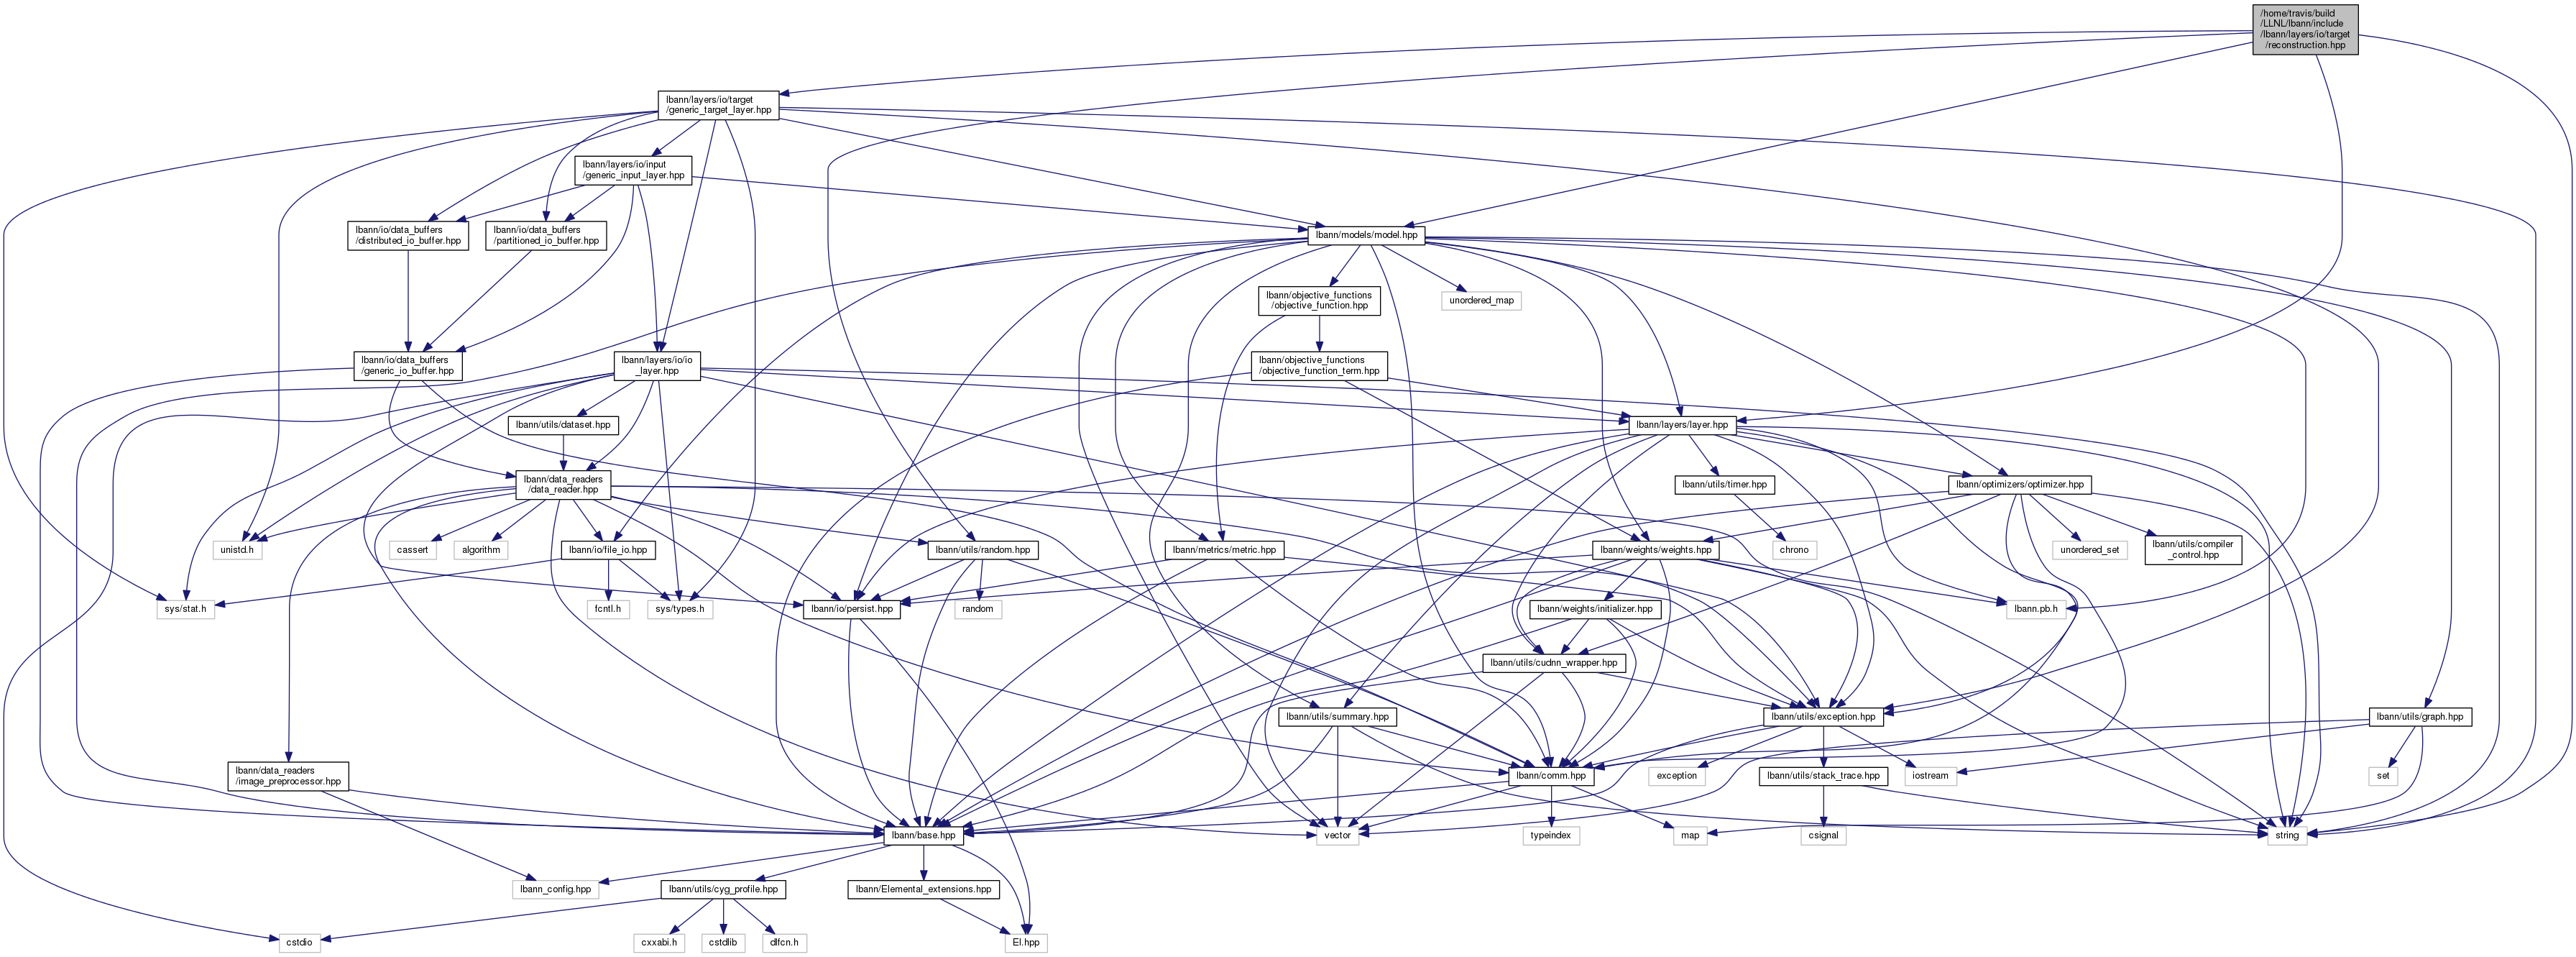 /home/travis/build
/LLNL/lbann/include
/lbann/layers/io/target
/reconstruction.hpp
lbann/layers/io/target
/generic_target_layer.hpp
lbann/layers/io/input
/generic_input_layer.hpp
lbann/io/data_buffers
/distributed_io_buffer.hpp
lbann/io/data_buffers
/partitioned_io_buffer.hpp
lbann/models/model.hpp
lbann/objective_functions
/objective_function.hpp
unordered_map
lbann/io/data_buffers
/generic_io_buffer.hpp
lbann/layers/io/io
_layer.hpp
lbann/objective_functions
/objective_function_term.hpp
lbann/utils/dataset.hpp
lbann/layers/layer.hpp
lbann/data_readers
/data_reader.hpp
lbann/utils/timer.hpp
lbann/optimizers/optimizer.hpp
unistd.h
cassert
algorithm
lbann/io/file_io.hpp
lbann/utils/random.hpp
lbann/metrics/metric.hpp
lbann/weights/weights.hpp
chrono
unordered_set
lbann/utils/compiler
_control.hpp
sys/stat.h
fcntl.h
sys/types.h
lbann/io/persist.hpp
random
lbann/weights/initializer.hpp
lbann.pb.h
lbann/utils/cudnn_wrapper.hpp
lbann/utils/summary.hpp
lbann/utils/exception.hpp
lbann/utils/graph.hpp
lbann/data_readers
/image_preprocessor.hpp
lbann/comm.hpp
exception
lbann/utils/stack_trace.hpp
iostream
set
lbann/base.hpp
vector
typeindex
map
csignal
string
lbann_config.hpp
lbann/utils/cyg_profile.hpp
lbann/Elemental_extensions.hpp
cstdio
cxxabi.h
cstdlib
dlfcn.h
El.hpp